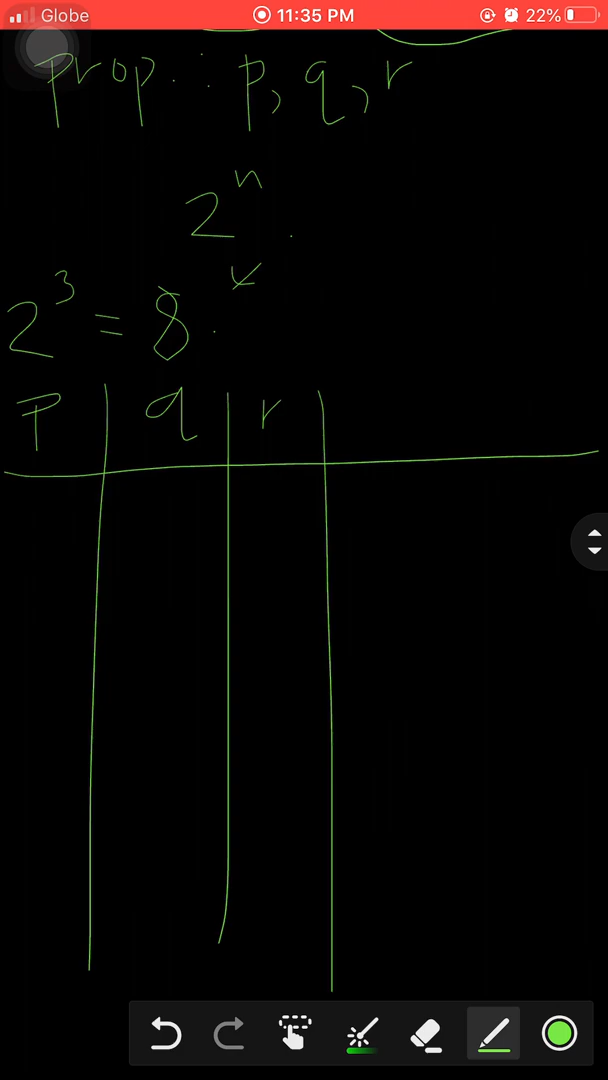 Globe 11:35 PM 22%
Prop. : p, q, r
2^n .
2^3 = 8 .
P q r